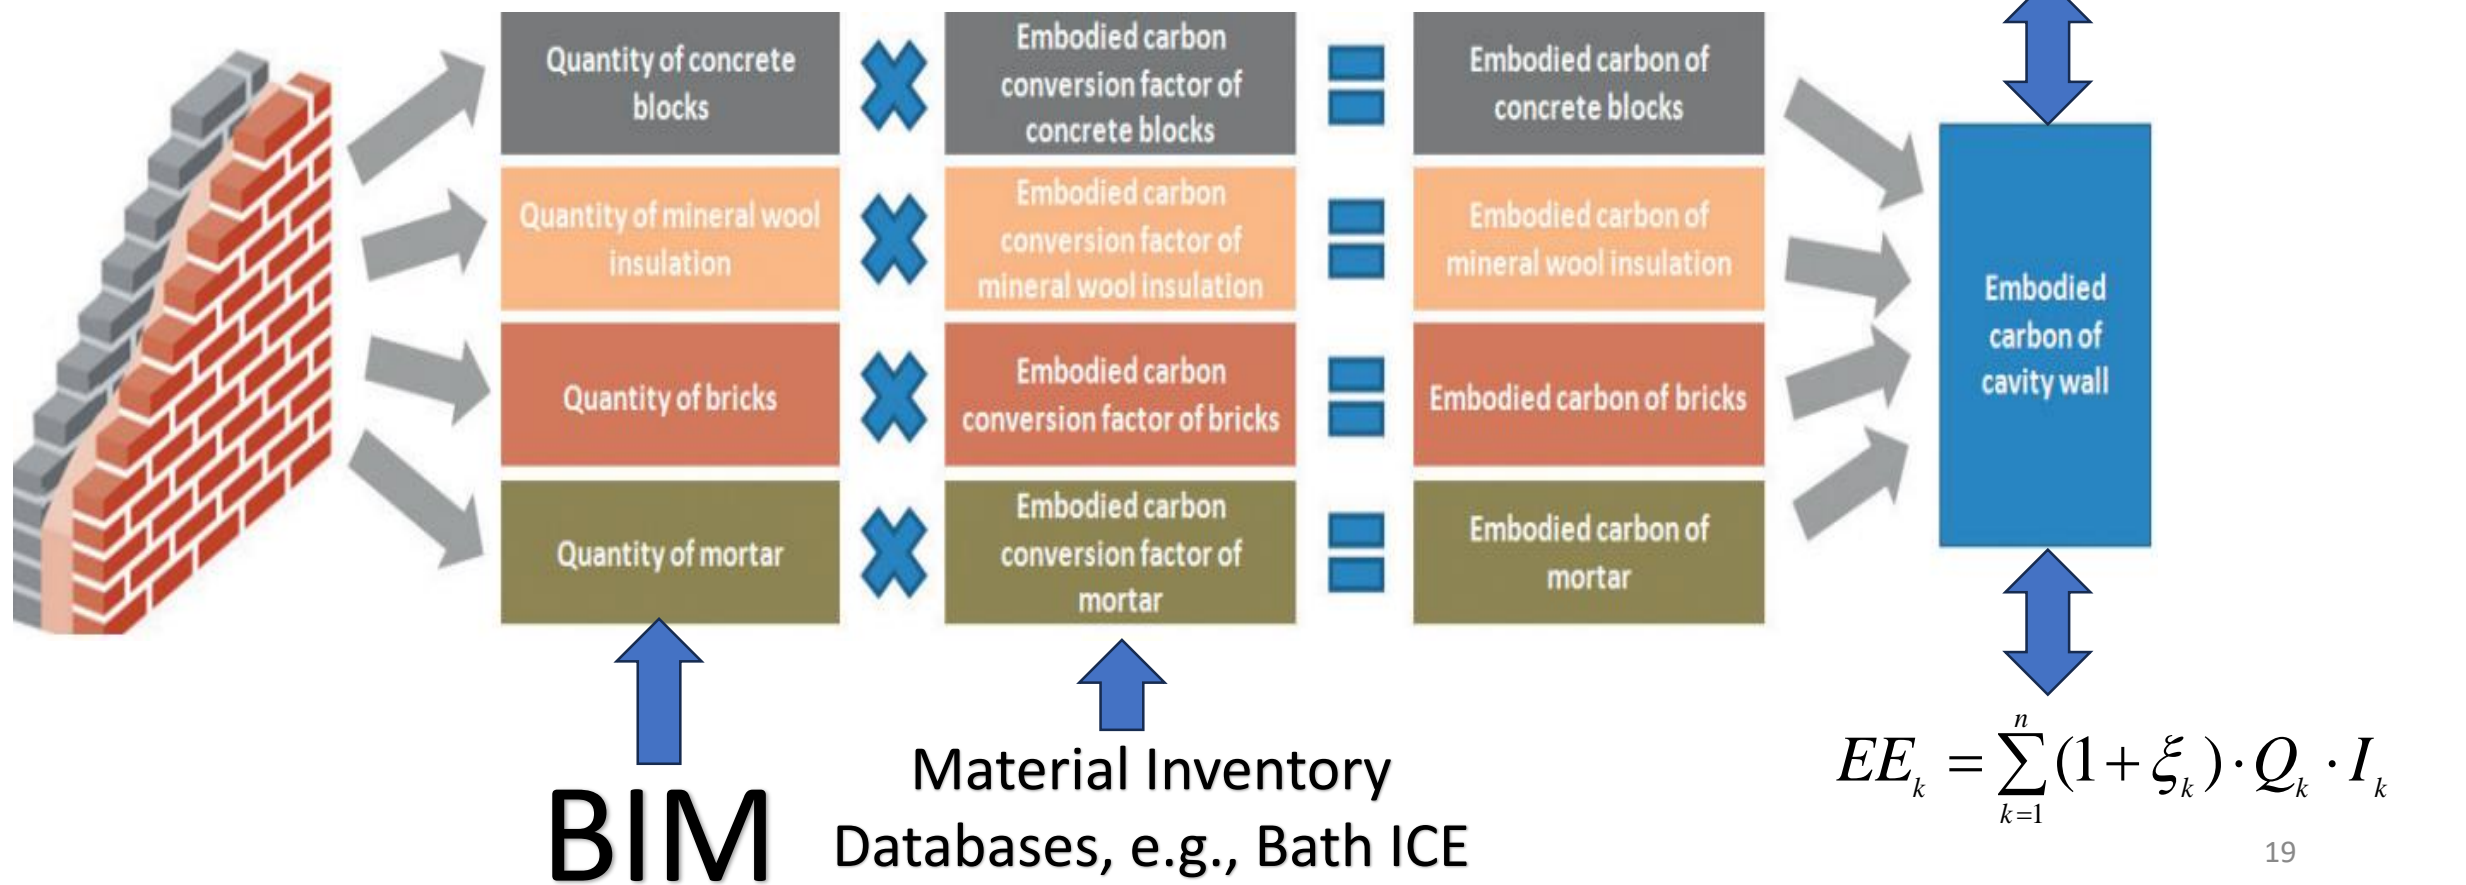 Quantity of concrete
blocks
Embodied carbon
conversion factor of
concrete blocks
Embodied carbon of
concrete blocks
Quantity of mineral wool
insulation
Embodied carbon
conversion factor of
mineral wool insulation
Embodied carbon of
mineral wool insulation
Quantity of bricks
Embodied carbon
conversion factor of bricks
Embodied carbon of bricks
Quantity of mortar
Embodied carbon
conversion factor of
mortar
Embodied carbon of
mortar
Embodied
carbon of
cavity wall
BIM
Material Inventory
Databases, e.g., Bath ICE
EE_k = \sum_{k=1}^{n} (1 + ξ_k) · Q_k · I_k
19